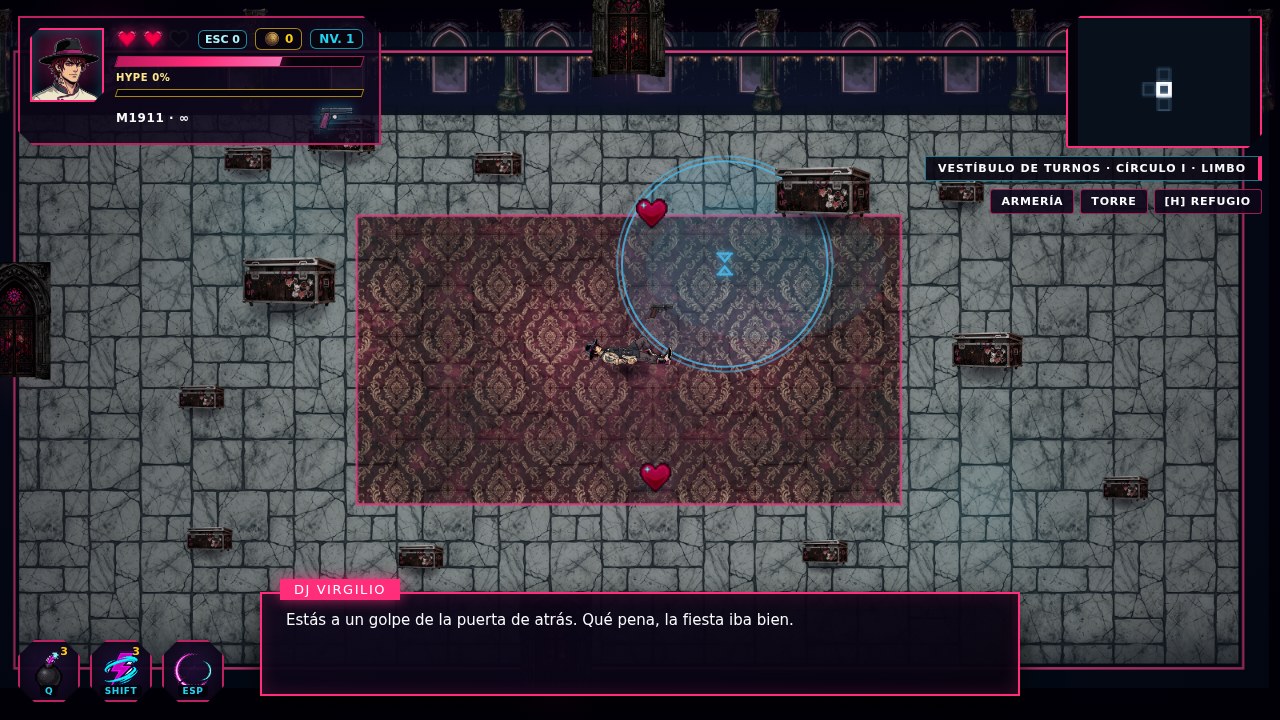 ESC 0
0
NV. 1
HYPE 0%
M1911 · ∞
VESTÍBULO DE TURNOS · CÍRCULO I · LIMBO
ARMERÍA
TORRE
[H] REFUGIO
DJ VIRGILIO
Estás a un golpe de la puerta de atrás. Qué pena, la fiesta iba bien.
3
Q
3
SHIFT
ESP